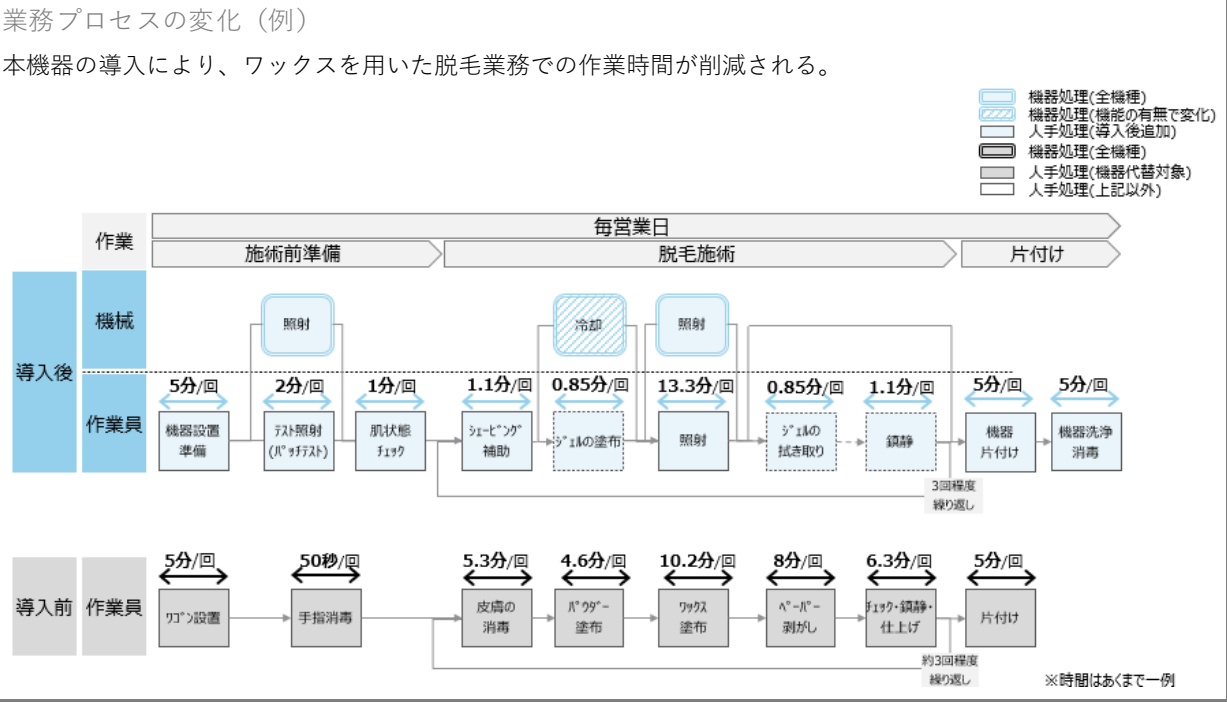 業務プロセスの変化（例）
本機器の導入により、ワックスを用いた脱毛業務での作業時間が削減される。
機器処理(全機種)
機器処理(機能の有無で変化)
人手処理(導入後追加)
機器処理(全機種)
人手処理(機器代替対象)
人手処理(上記以外)
作業
毎営業日
施術前準備
脱毛施術
片付け
導入後
機械
照射
冷却
照射
作業員
5分/回
2分/回
1分/回
1.1分/回
0.85分/回
13.3分/回
0.85分/回
1.1分/回
5分/回
5分/回
機器設置
準備
ﾃｽﾄ照射
(ﾊﾟｯﾁﾃｽﾄ)
肌状態
ﾁｪｯｸ
ｼｪｰﾋﾞﾝｸﾞ
補助
ｼﾞｪﾙの塗布
照射
ｼﾞｪﾙの
拭き取り
鎮静
機器
片付け
機器洗浄
消毒
3回程度
繰り返し
導入前
作業員
5分/回
50秒/回
5.3分/回
4.6分/回
10.2分/回
8分/回
6.3分/回
5分/回
ﾜｺﾞﾝ設置
手指消毒
皮膚の
消毒
ﾊﾟｳﾀﾞｰ
塗布
ﾜｯｸｽ
塗布
ﾍﾟｰﾊﾟｰ
剥がし
ﾁｪｯｸ・鎮静・
仕上げ
片付け
約3回程度
繰り返し
※時間はあくまで一例